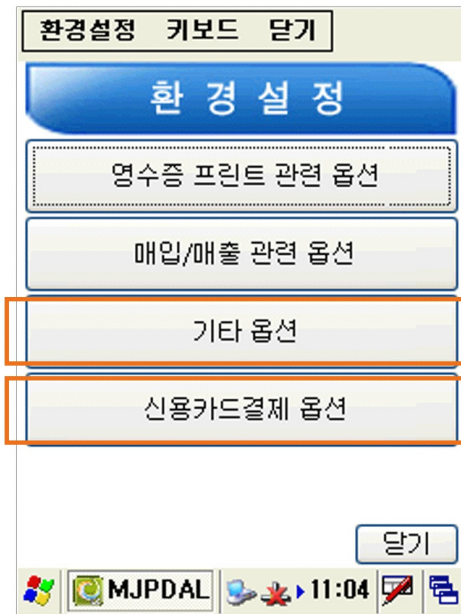 환경설정 키보드 닫기
환 경 설 정
영수증 프린트 관련 옵션
매입/매출 관련 옵션
기타 옵션
신용카드결제 옵션
닫기
MJPDAL 11:04